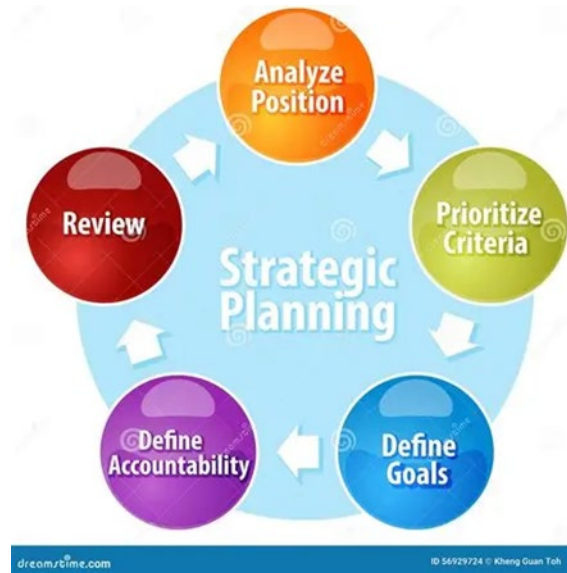 Analyze
Position
Prioritize
Criteria
Define
Goals
Define
Accountability
Review
Strategic
Planning
dreamstime.com
ID 56929724 © Kheng Guan Toh